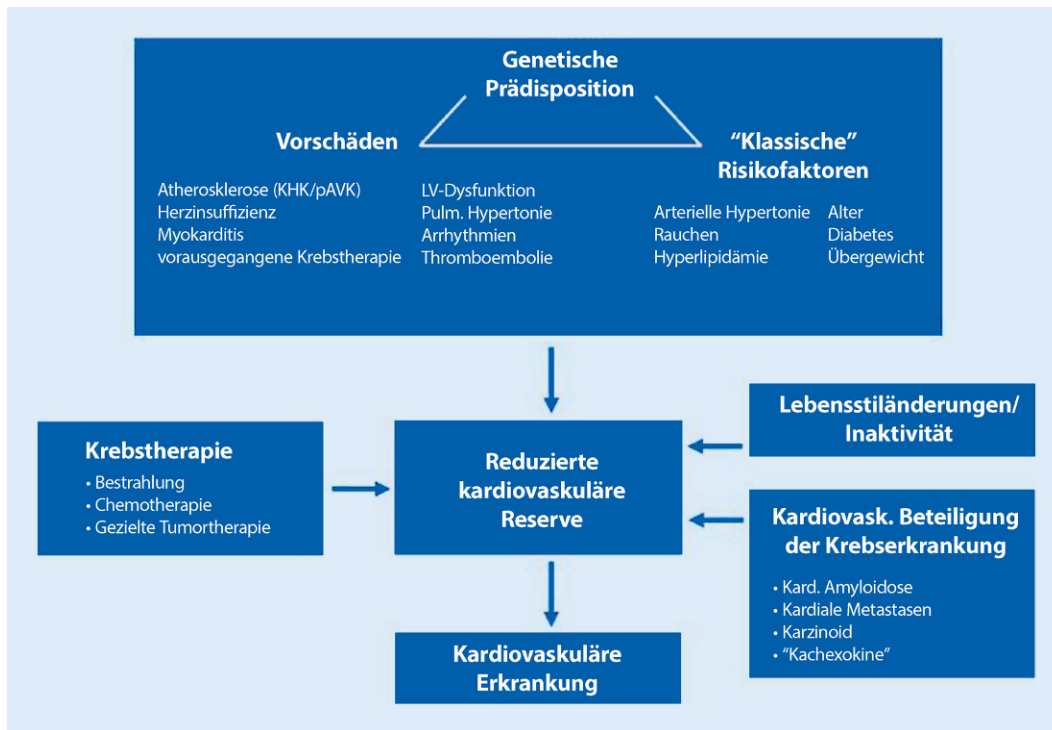 Genetische
Prädisposition
Vorschäden
"Klassische"
Risikofaktoren
Atherosklerose (KHK/pAVK)
Herzinsuffizienz
Myokarditis
vorausgegangene Krebstherapie
LV-Dysfunktion
Pulm. Hypertonie
Arrhythmien
Thromboembolie
Arterielle Hypertonie
Rauchen
Hyperlipidämie
Alter
Diabetes
Übergewicht
Krebstherapie
• Bestrahlung
• Chemotherapie
• Gezielte Tumortherapie
Reduzierte
kardiovaskuläre
Reserve
Lebensstiländerungen/
Inaktivität
Kardiovask. Beteiligung
der Krebserkrankung
• Kard. Amyloidose
• Kardiale Metastasen
• Karzinoid
• "Kachexokine"
Kardiovaskuläre
Erkrankung